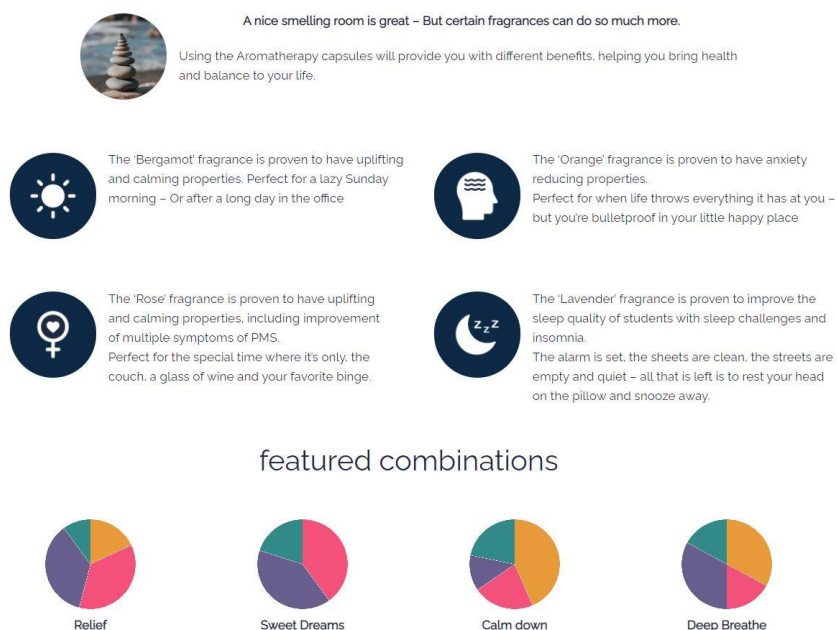 A nice smelling room is great – But certain fragrances can do so much more.
Using the Aromatherapy capsules will provide you with different benefits, helping you bring health
and balance to your life.
The ‘Bergamot’ fragrance is proven to have uplifting
and calming properties. Perfect for a lazy Sunday
morning – Or after a long day in the office
The ‘Orange’ fragrance is proven to have anxiety
reducing properties.
Perfect for when life throws everything it has at you –
but you’re bulletproof in your little happy place
The ‘Rose’ fragrance is proven to have uplifting
and calming properties, including improvement
of multiple symptoms of PMS.
Perfect for the special time where it’s only, the
couch, a glass of wine and your favorite binge.
The ‘Lavender’ fragrance is proven to improve the
sleep quality of students with sleep challenges and
insomnia.
The alarm is set, the sheets are clean, the streets are
empty and quiet – all that is left is to rest your head
on the pillow and snooze away.
z z z
featured combinations
Relief
Sweet Dreams
Calm down
Deep Breathe